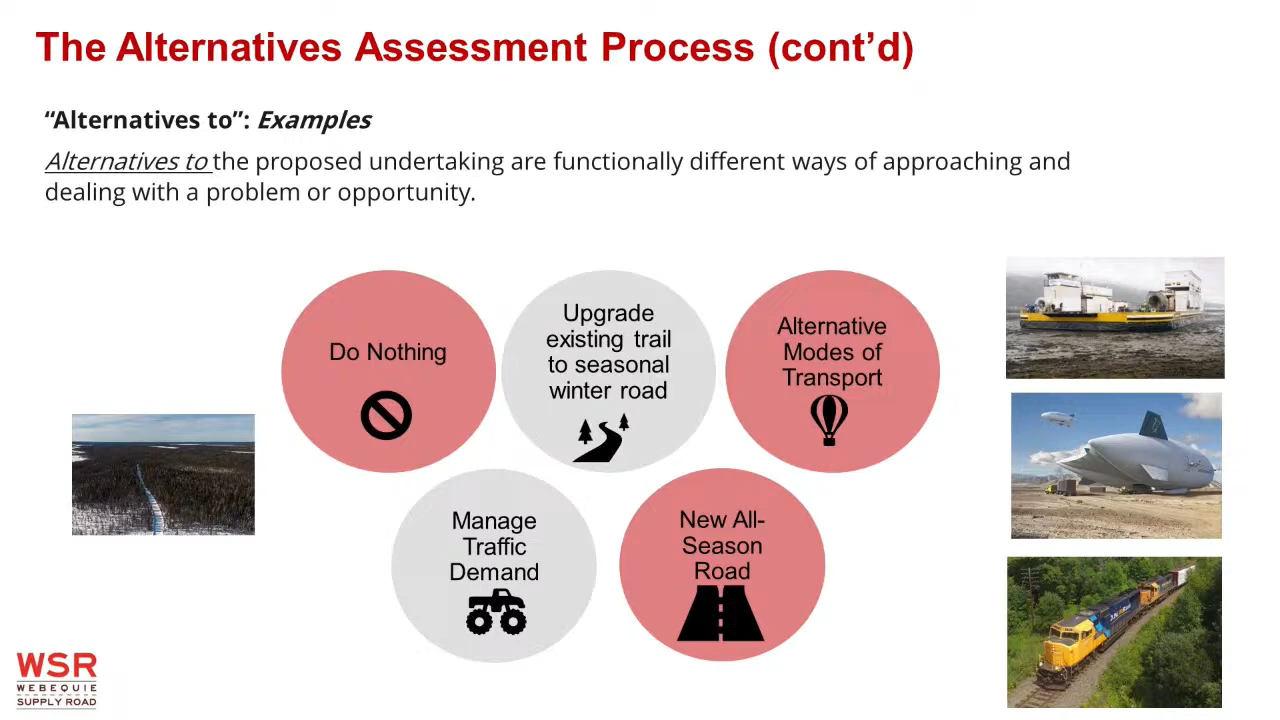 The Alternatives Assessment Process (cont’d)
“Alternatives to”: Examples
Alternatives to the proposed undertaking are functionally different ways of approaching and
dealing with a problem or opportunity.
Do Nothing
Upgrade
existing trail
to seasonal
winter road
Alternative
Modes of
Transport
Manage
Traffic
Demand
New All-
Season
Road
WSR
WEBEQUIE
SUPPLY ROAD